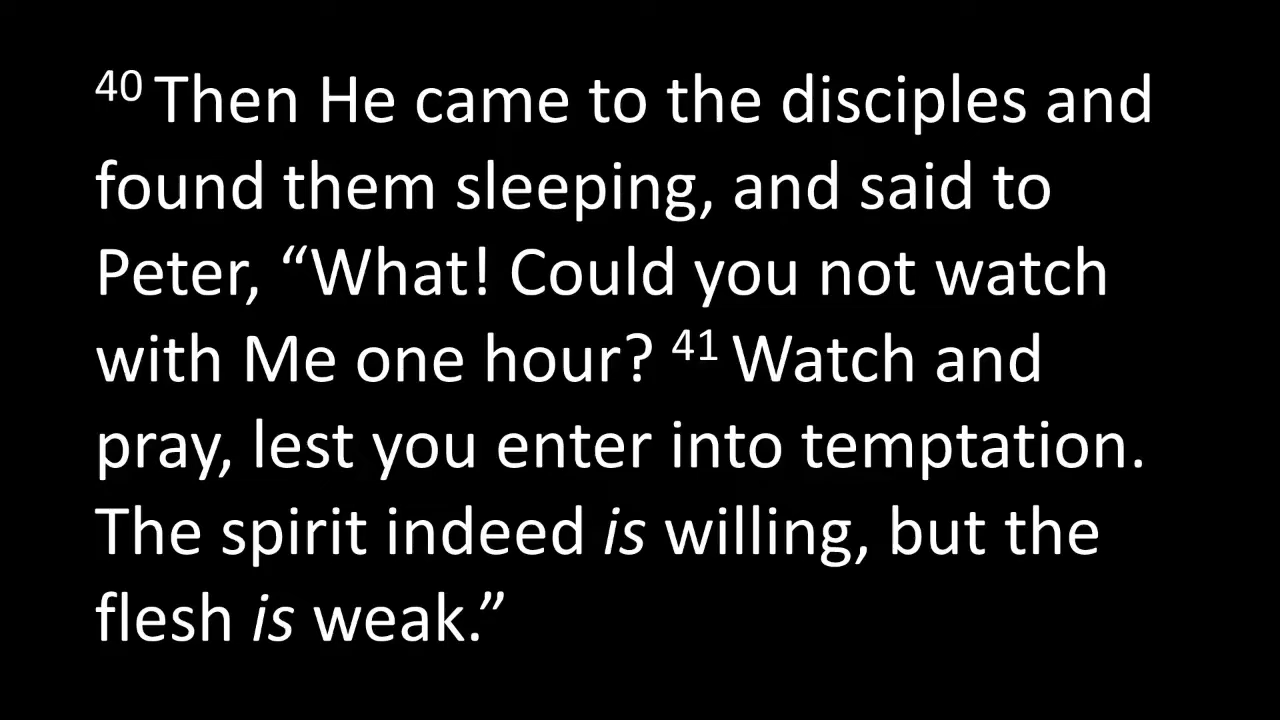 40 Then He came to the disciples and
found them sleeping, and said to
Peter, “What! Could you not watch
with Me one hour? 41 Watch and
pray, lest you enter into temptation.
The spirit indeed is willing, but the
flesh is weak.”